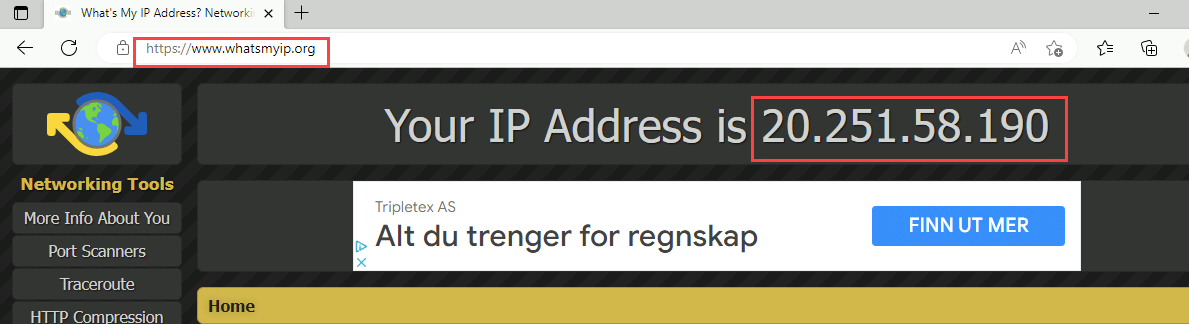 What's My IP Address? Networkin
https://www.whatsmyip.org
Your IP Address is 20.251.58.190
Networking Tools
More Info About You
Port Scanners
Traceroute
HTTP Compression
Tripletex AS
Alt du trenger for regnskap
FINN UT MER
Home